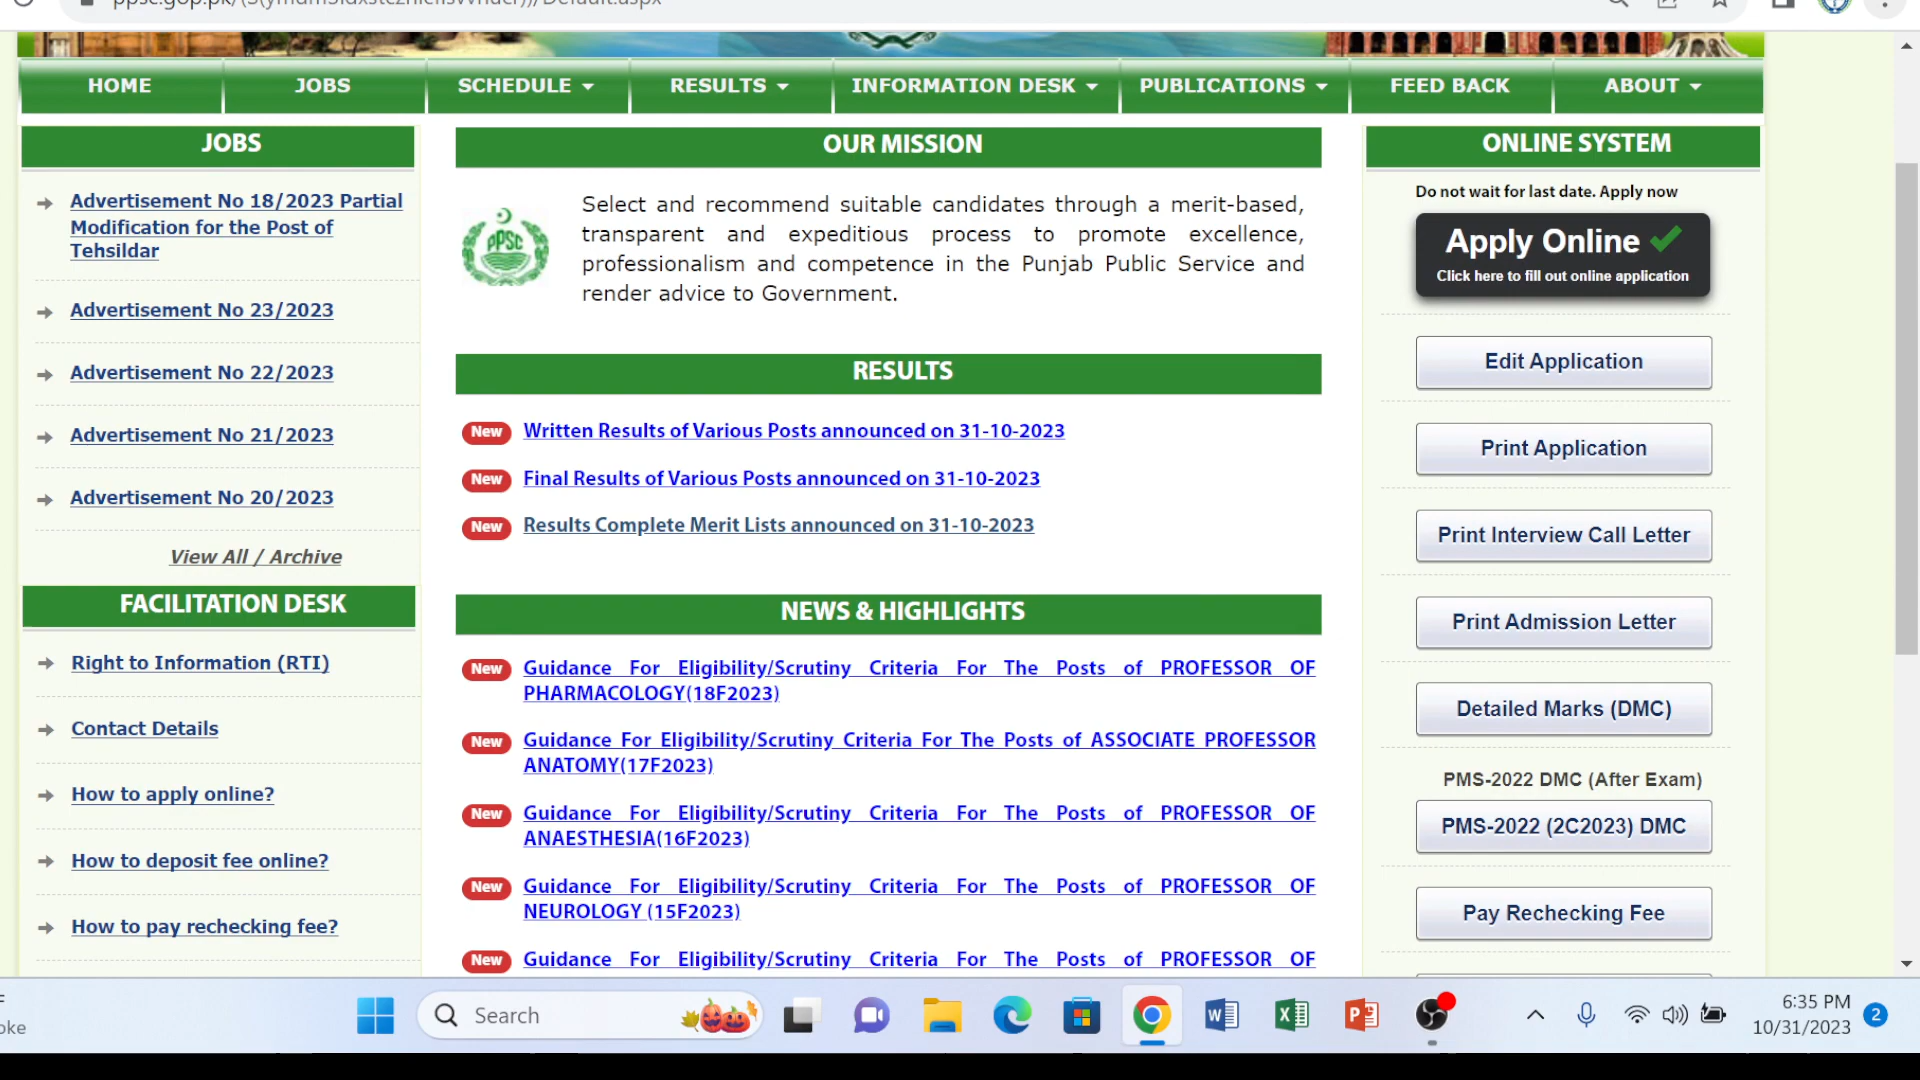 HOME
JOBS
SCHEDULE
RESULTS
INFORMATION DESK
PUBLICATIONS
FEED BACK
ABOUT
JOBS
Advertisement No 18/2023 Partial
Modification for the Post of
Tehsildar
Advertisement No 23/2023
Advertisement No 22/2023
Advertisement No 21/2023
Advertisement No 20/2023
View All / Archive
FACILITATION DESK
Right to Information (RTI)
Contact Details
How to apply online?
How to deposit fee online?
How to pay rechecking fee?
OUR MISSION
PPSC
Select and recommend suitable candidates through a merit-based,
transparent and expeditious process to promote excellence,
professionalism and competence in the Punjab Public Service and
render advice to Government.
RESULTS
New Written Results of Various Posts announced on 31-10-2023
New Final Results of Various Posts announced on 31-10-2023
New Results Complete Merit Lists announced on 31-10-2023
NEWS & HIGHLIGHTS
New Guidance For Eligibility/Scrutiny Criteria For The Posts of PROFESSOR OF
PHARMACOLOGY(18F2023)
New Guidance For Eligibility/Scrutiny Criteria For The Posts of ASSOCIATE PROFESSOR
ANATOMY(17F2023)
New Guidance For Eligibility/Scrutiny Criteria For The Posts of PROFESSOR OF
ANAESTHESIA(16F2023)
New Guidance For Eligibility/Scrutiny Criteria For The Posts of PROFESSOR OF
NEUROLOGY (15F2023)
New Guidance For Eligibility/Scrutiny Criteria For The Posts of PROFESSOR OF
ONLINE SYSTEM
Do not wait for last date. Apply now
Apply Online
Click here to fill out online application
Edit Application
Print Application
Print Interview Call Letter
Print Admission Letter
Detailed Marks (DMC)
PMS-2022 DMC (After Exam)
PMS-2022 (2C2023) DMC
Pay Rechecking Fee
Search
6:35 PM
10/31/2023
2